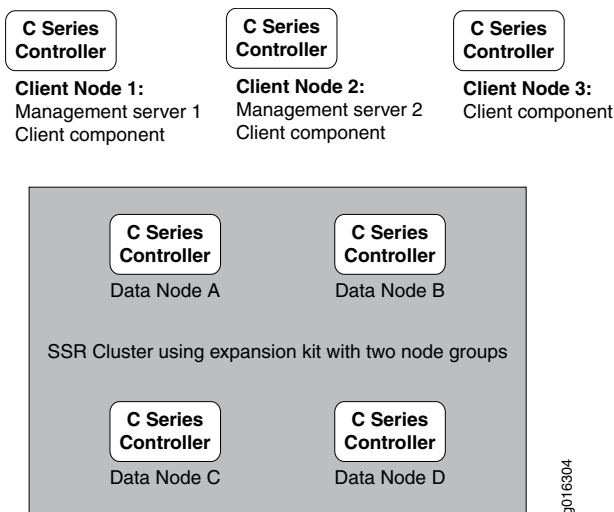 C Series
Controller
Client Node 1:
Management server 1
Client component
C Series
Controller
Client Node 2:
Management server 2
Client component
C Series
Controller
Client Node 3:
Client component
C Series
Controller
Data Node A
C Series
Controller
Data Node B
SSR Cluster using expansion kit with two node groups
C Series
Controller
Data Node C
C Series
Controller
Data Node D
g016304